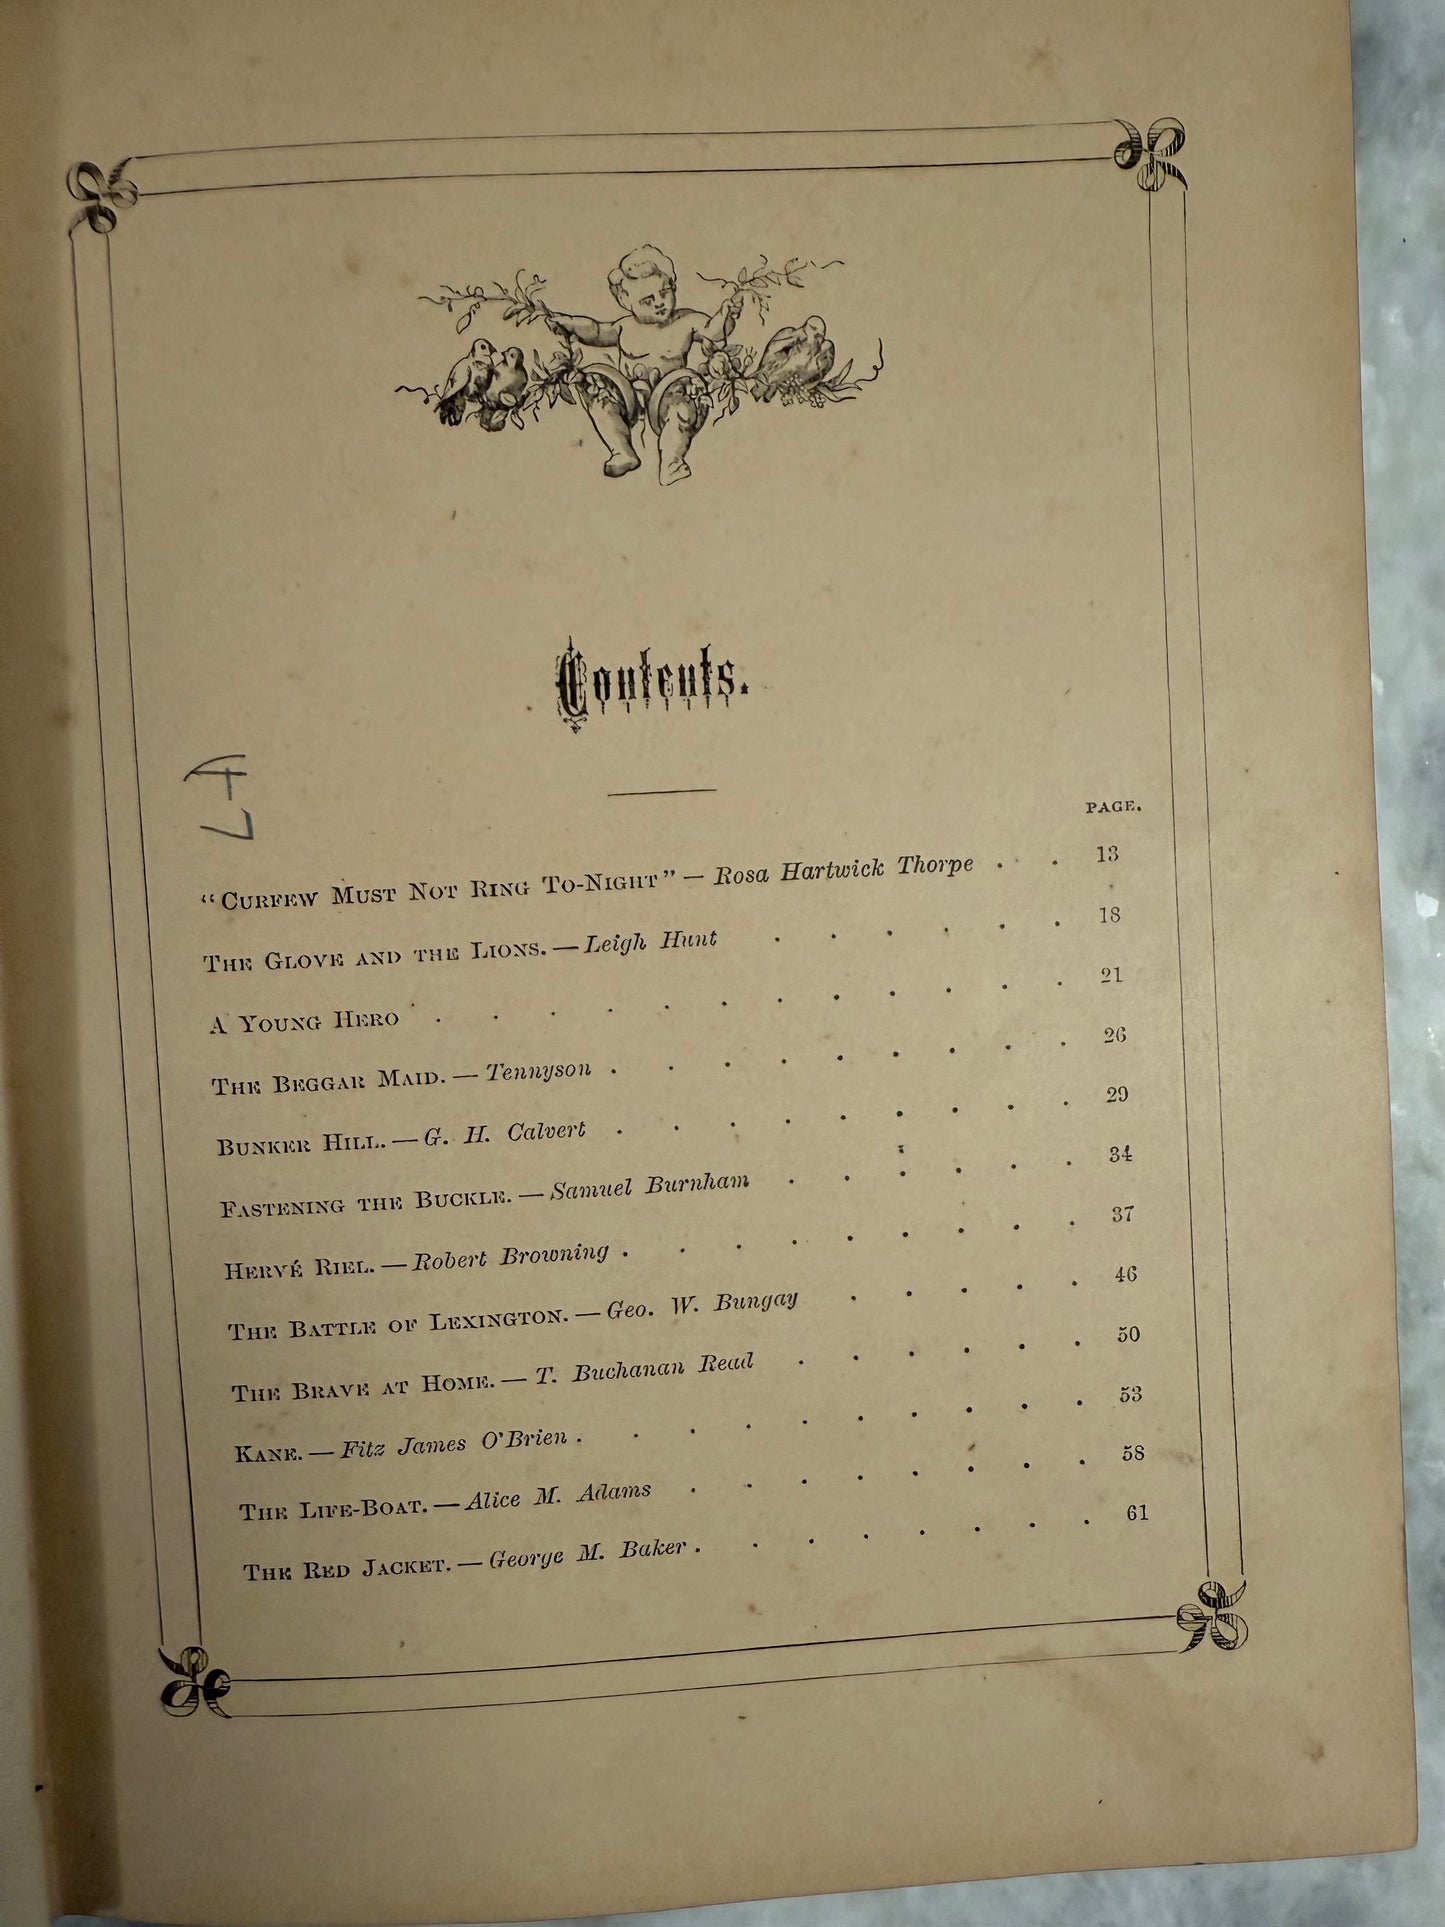 Contents.
PAGE.
"CURFEW MUST NOT RING TO-NIGHT" — Rosa Hartwick Thorpe . . 13
THE GLOVE AND THE LIONS. — Leigh Hunt . . . . . . 18
A YOUNG HERO . . . . . . . . . . . . 21
THE BEGGAR MAID. — Tennyson . . . . . . . . . 26
BUNKER HILL. — G. H. Calvert . . . . . . . . . 29
FASTENING THE BUCKLE. — Samuel Burnham . . . . . . 34
HERVÉ RIEL. — Robert Browning . . . . . . . . . 37
THE BATTLE OF LEXINGTON. — Geo. W. Bungay . . . . . 46
THE BRAVE AT HOME. — T. Buchanan Read . . . . . . 50
KANE. — Fitz James O'Brien . . . . . . . . . . 53
THE LIFE-BOAT. — Alice M. Adams . . . . . . . . 58
THE RED JACKET. — George M. Baker . . . . . . . . 61